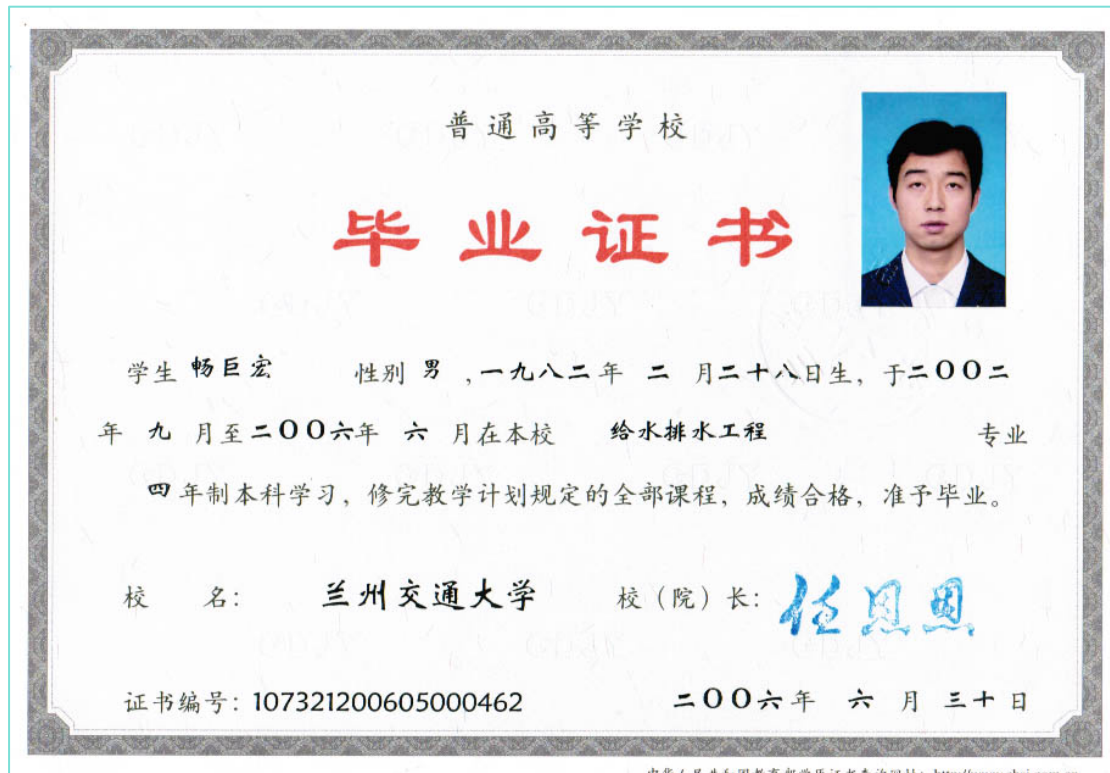 普通高等学校
毕业证书
学生 畅巨宏 性别 男 ,一九八二年 二 月二十八日生，于二〇〇二
年 九 月至二〇〇六年 六 月在本校 给水排水工程 专业
四年制本科学习，修完教学计划规定的全部课程，成绩合格，准予毕业。
校 名： 兰州交通大学 校（院）长：任恩恩
证书编号：107321200605000462 二〇〇六年 六 月 三十日